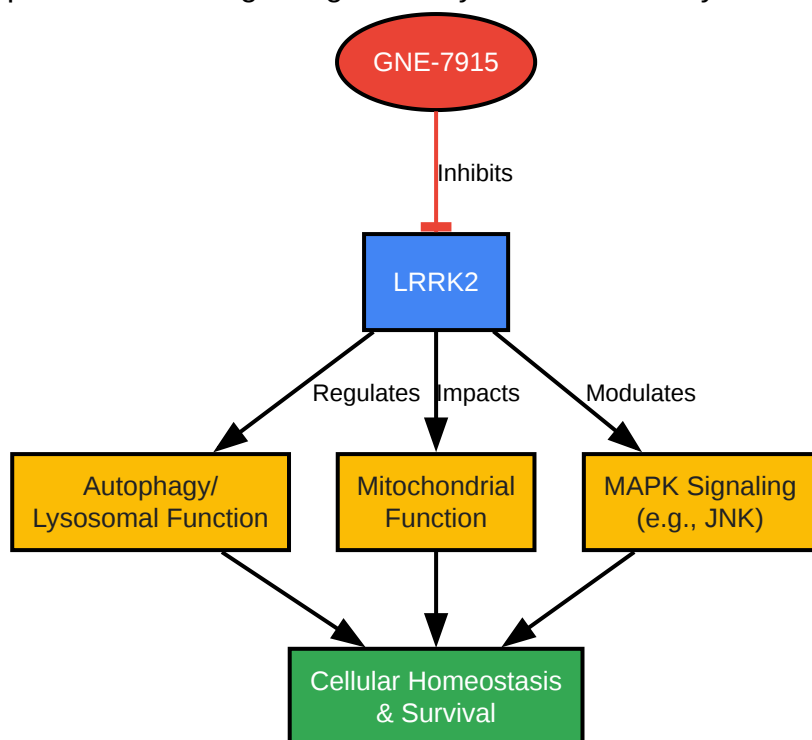 GNE-7915
Inhibits
LRRK2
Regulates
Impacts
Modulates
Autophagy/
Lysosomal Function
Mitochondrial
Function
MAPK Signaling
(e.g., JNK)
Cellular Homeostasis
& Survival